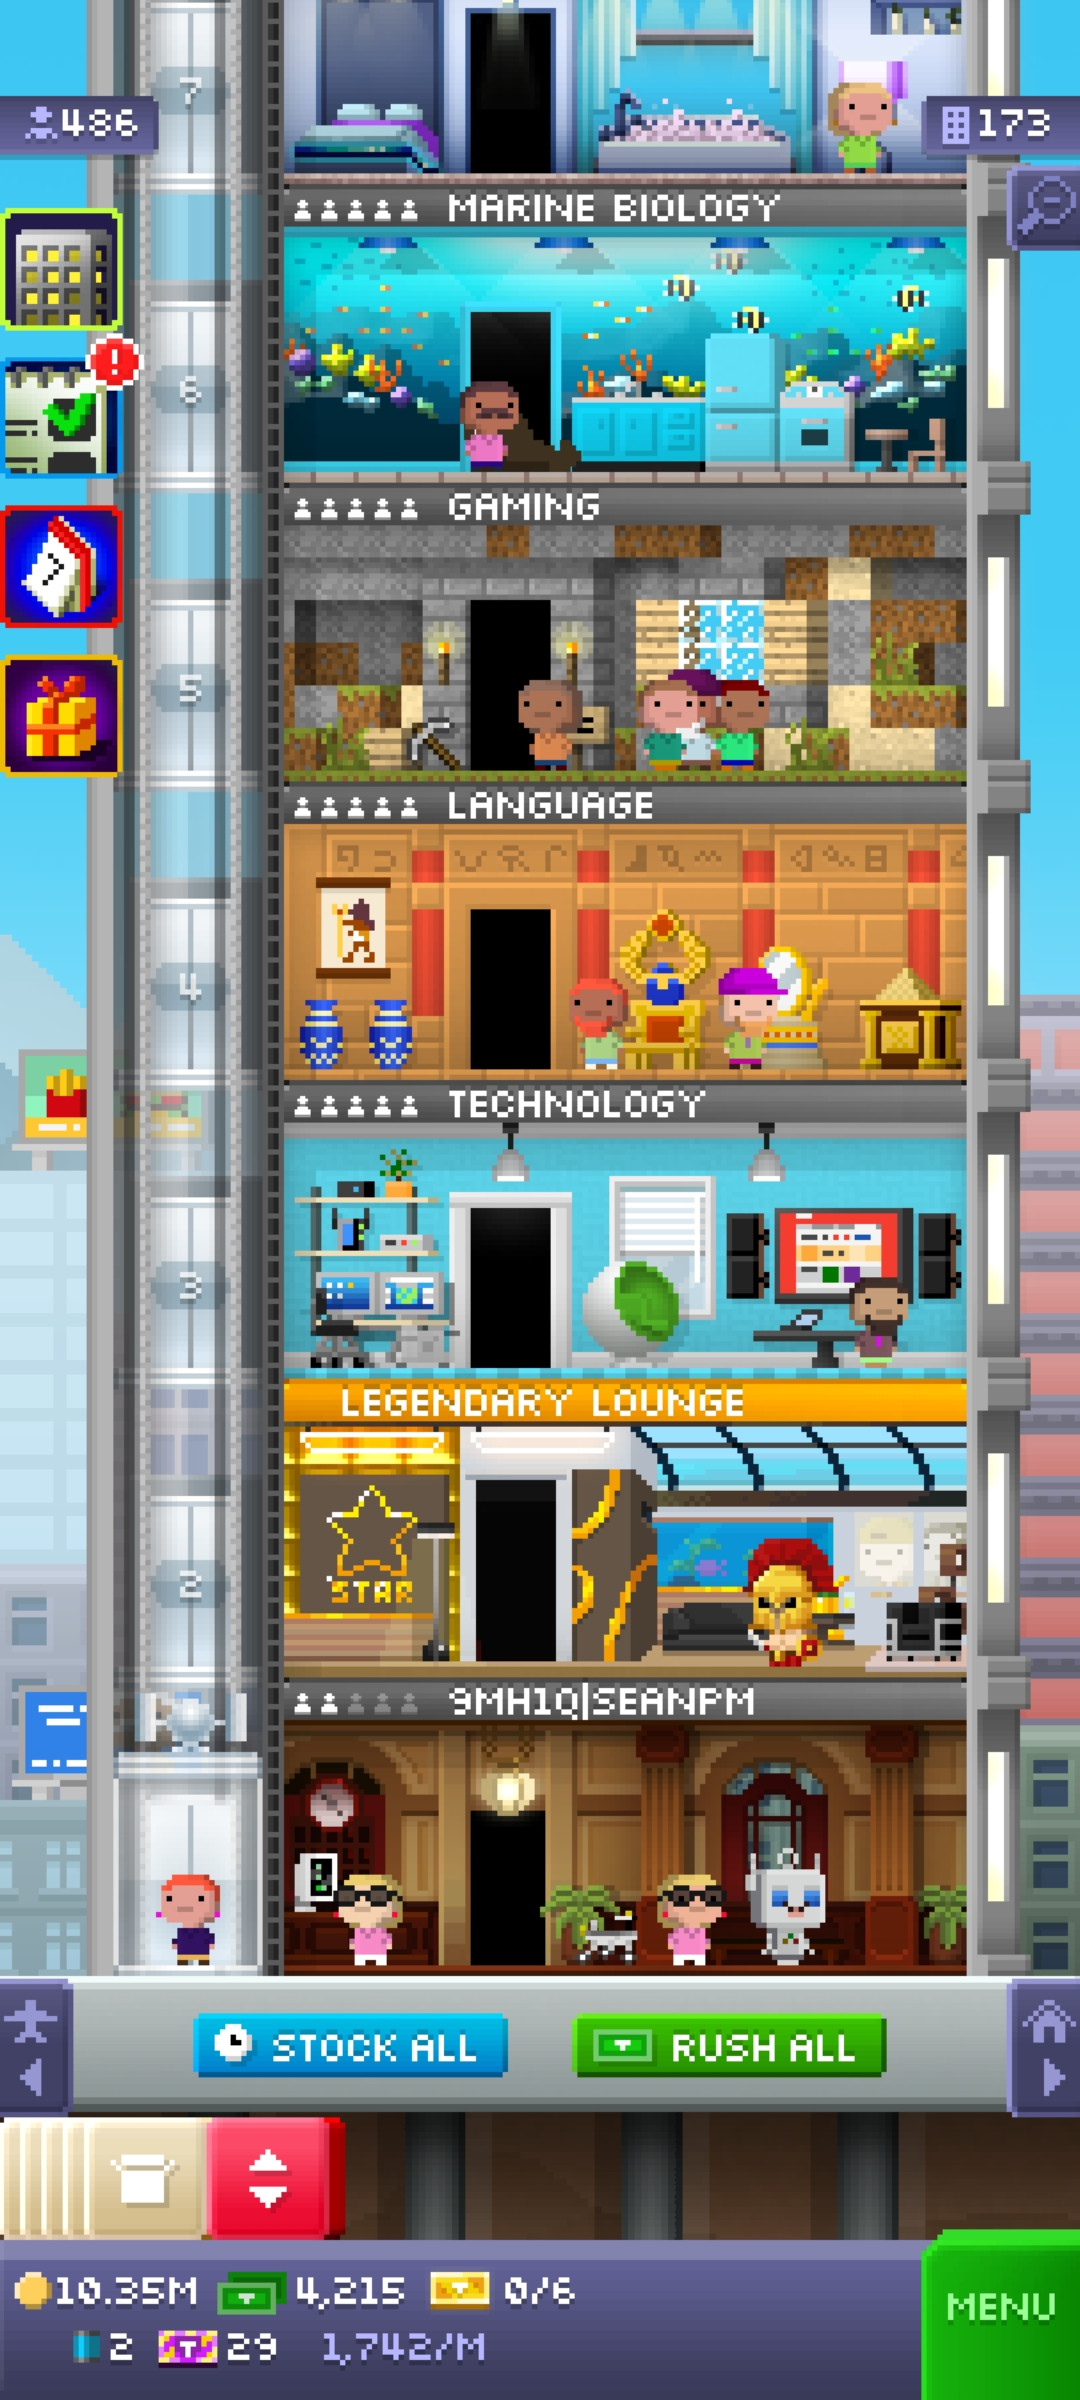 7
486
173
MARINE BIOLOGY
6
GAMING
5
LANGUAGE
4
TECHNOLOGY
3
LEGENDARY LOUNGE
STAR
2
9MH1Q|SEANPM
STOCK ALL
RUSH ALL
10.35M 4,215 0/6
2 29 1,742/M
MENU